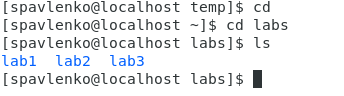 [spavlenko@localhost temp]$ cd
[spavlenko@localhost ~]$ cd labs
[spavlenko@localhost labs]$ ls
lab1  lab2  lab3
[spavlenko@localhost labs]$